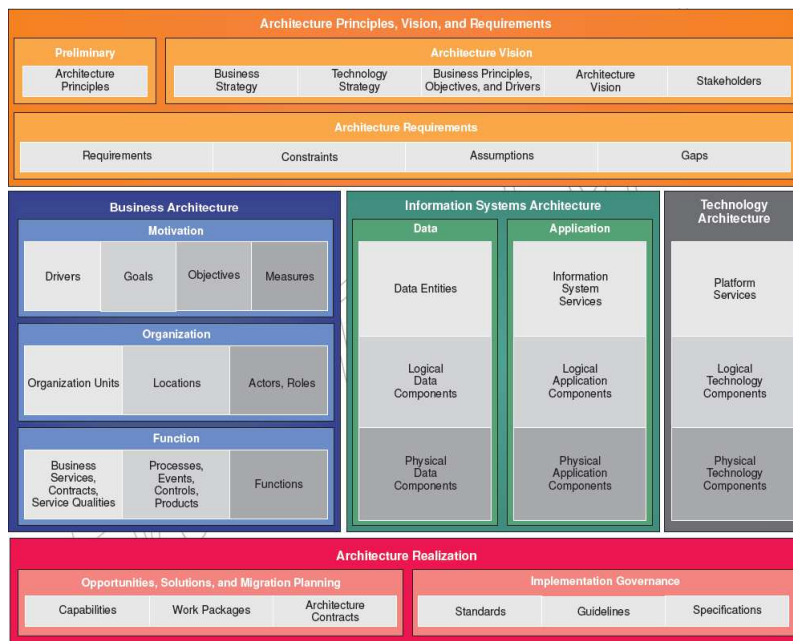 Architecture Principles, Vision, and Requirements
Preliminary
Architecture
Principles
Architecture Vision
Business
Strategy
Technology
Strategy
Business Principles,
Objectives, and Drivers
Architecture
Vision
Stakeholders
Architecture Requirements
Requirements
Constraints
Assumptions
Gaps
Business Architecture
Motivation
Drivers
Goals
Objectives
Measures
Organization
Organization Units
Locations
Actors, Roles
Function
Business
Services,
Contracts,
Service Qualities
Processes,
Events,
Controls,
Products
Functions
Information Systems Architecture
Data
Data Entities
Logical
Data
Components
Physical
Data
Components
Application
Information
System
Services
Logical
Application
Components
Physical
Application
Components
Technology
Architecture
Platform
Services
Logical
Technology
Components
Physical
Technology
Components
Architecture Realization
Opportunities, Solutions, and Migration Planning
Capabilities
Work Packages
Architecture
Contracts
Implementation Governance
Standards
Guidelines
Specifications